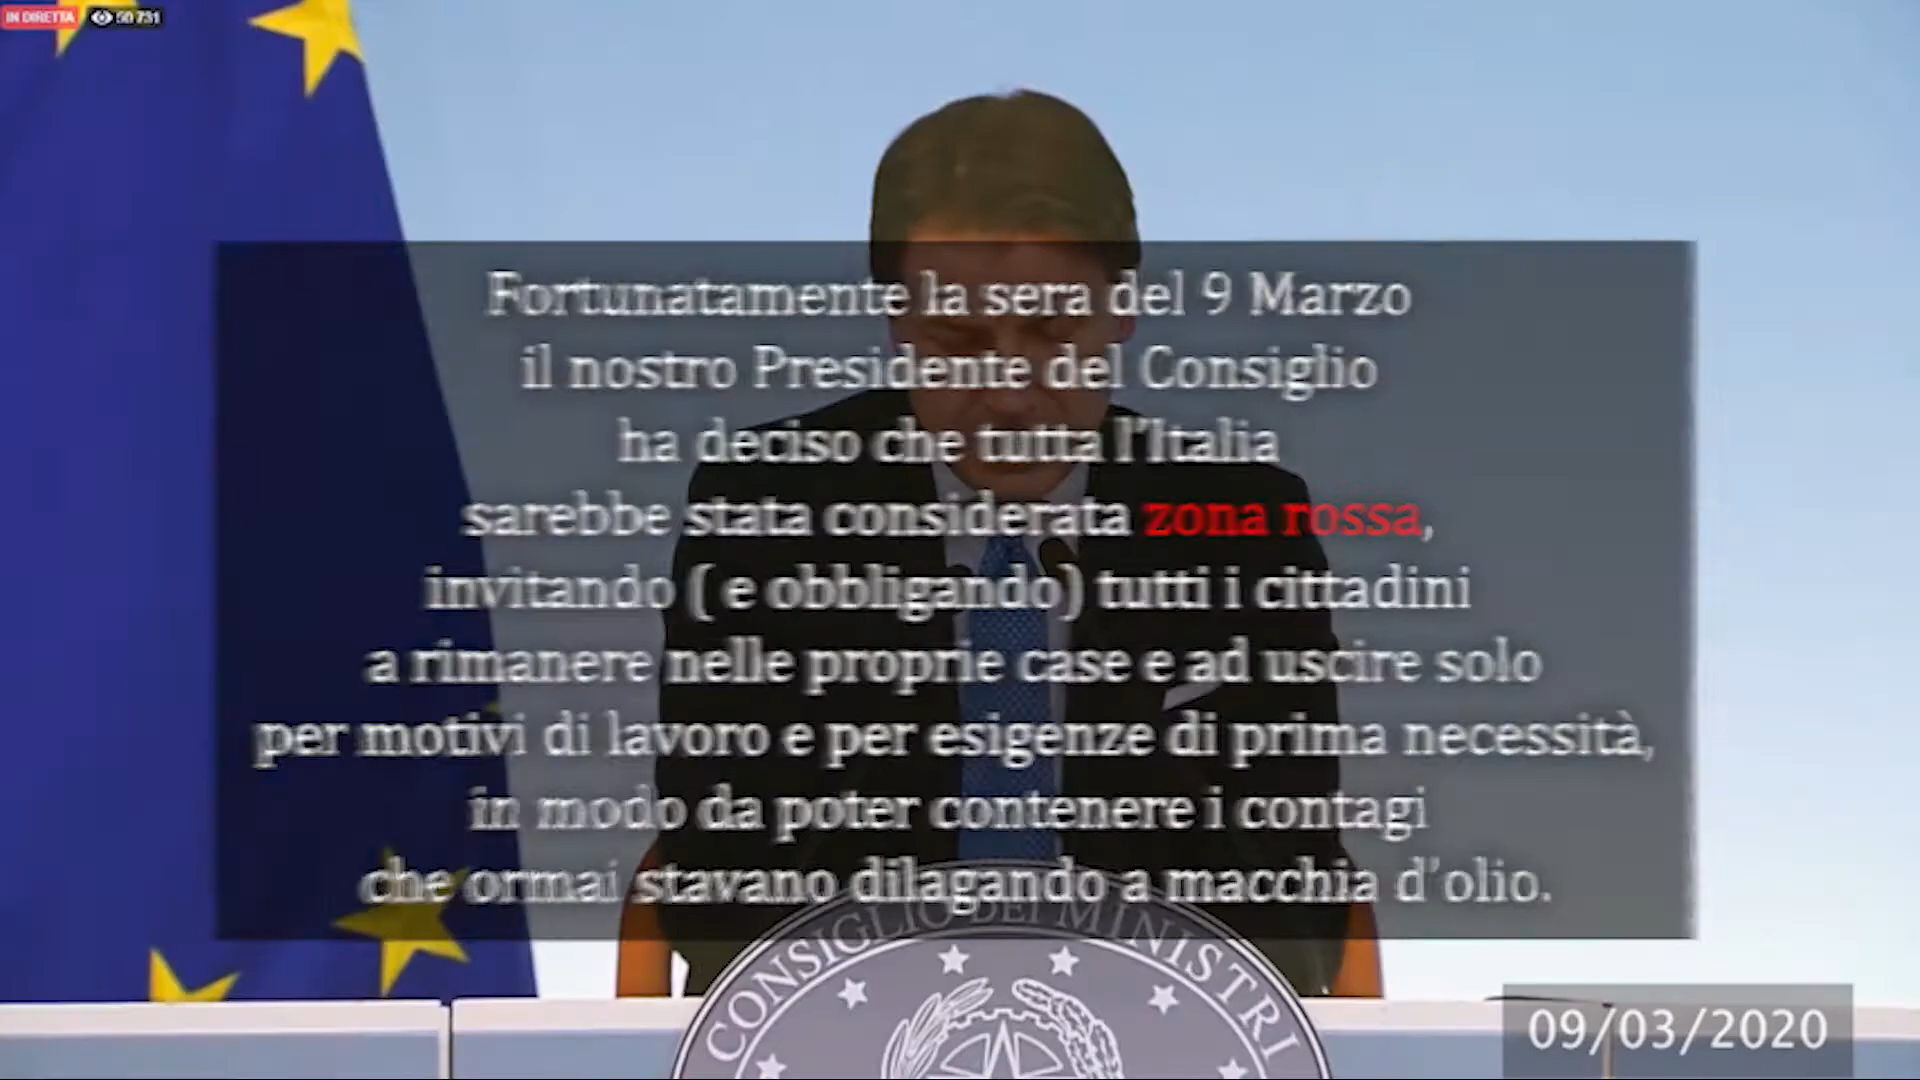 IN DIRETTA 50 731
Fortunatamente la sera del 9 Marzo
il nostro Presidente del Consiglio
ha deciso che tutta l'Italia
sarebbe stata considerata zona rossa,
invitando ( e obbligando) tutti i cittadini
a rimanere nelle proprie case e ad uscire solo
per motivi di lavoro e per esigenze di prima necessità,
in modo da poter contenere i contagi
che ormai stavano dilagando a macchia d'olio.
CONSIGLIO DEI MINISTRI
09/03/2020